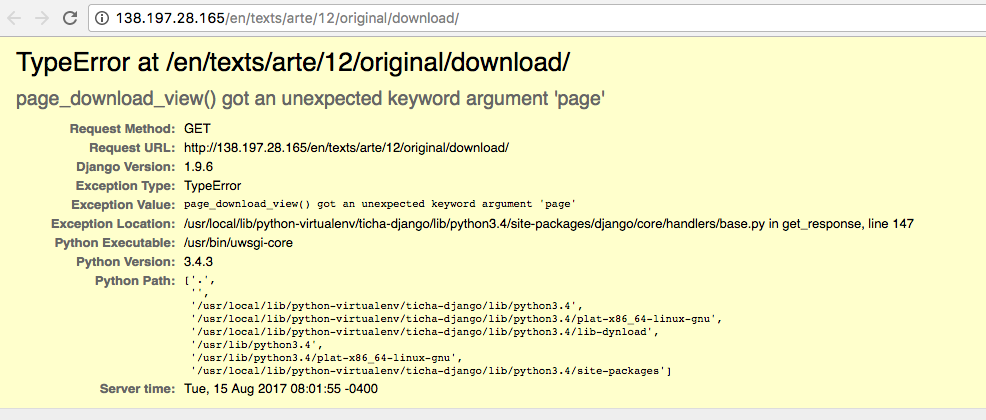 138.197.28.165/en/texts/arte/12/original/download/
TypeError at /en/texts/arte/12/original/download/
page_download_view() got an unexpected keyword argument 'page'
Request Method: GET
Request URL: http://138.197.28.165/en/texts/arte/12/original/download/
Django Version: 1.9.6
Exception Type: TypeError
Exception Value: page_download_view() got an unexpected keyword argument 'page'
Exception Location: /usr/local/lib/python-virtualenv/ticha-django/lib/python3.4/site-packages/django/core/handlers/base.py in get_response, line 147
Python Executable: /usr/bin/uwsgi-core
Python Version: 3.4.3
Python Path: ['.',
'',
'/usr/local/lib/python-virtualenv/ticha-django/lib/python3.4',
'/usr/local/lib/python-virtualenv/ticha-django/lib/python3.4/plat-x86_64-linux-gnu',
'/usr/local/lib/python-virtualenv/ticha-django/lib/python3.4/lib-dynload',
'/usr/lib/python3.4',
'/usr/lib/python3.4/plat-x86_64-linux-gnu',
'/usr/local/lib/python-virtualenv/ticha-django/lib/python3.4/site-packages']
Server time: Tue, 15 Aug 2017 08:01:55 -0400